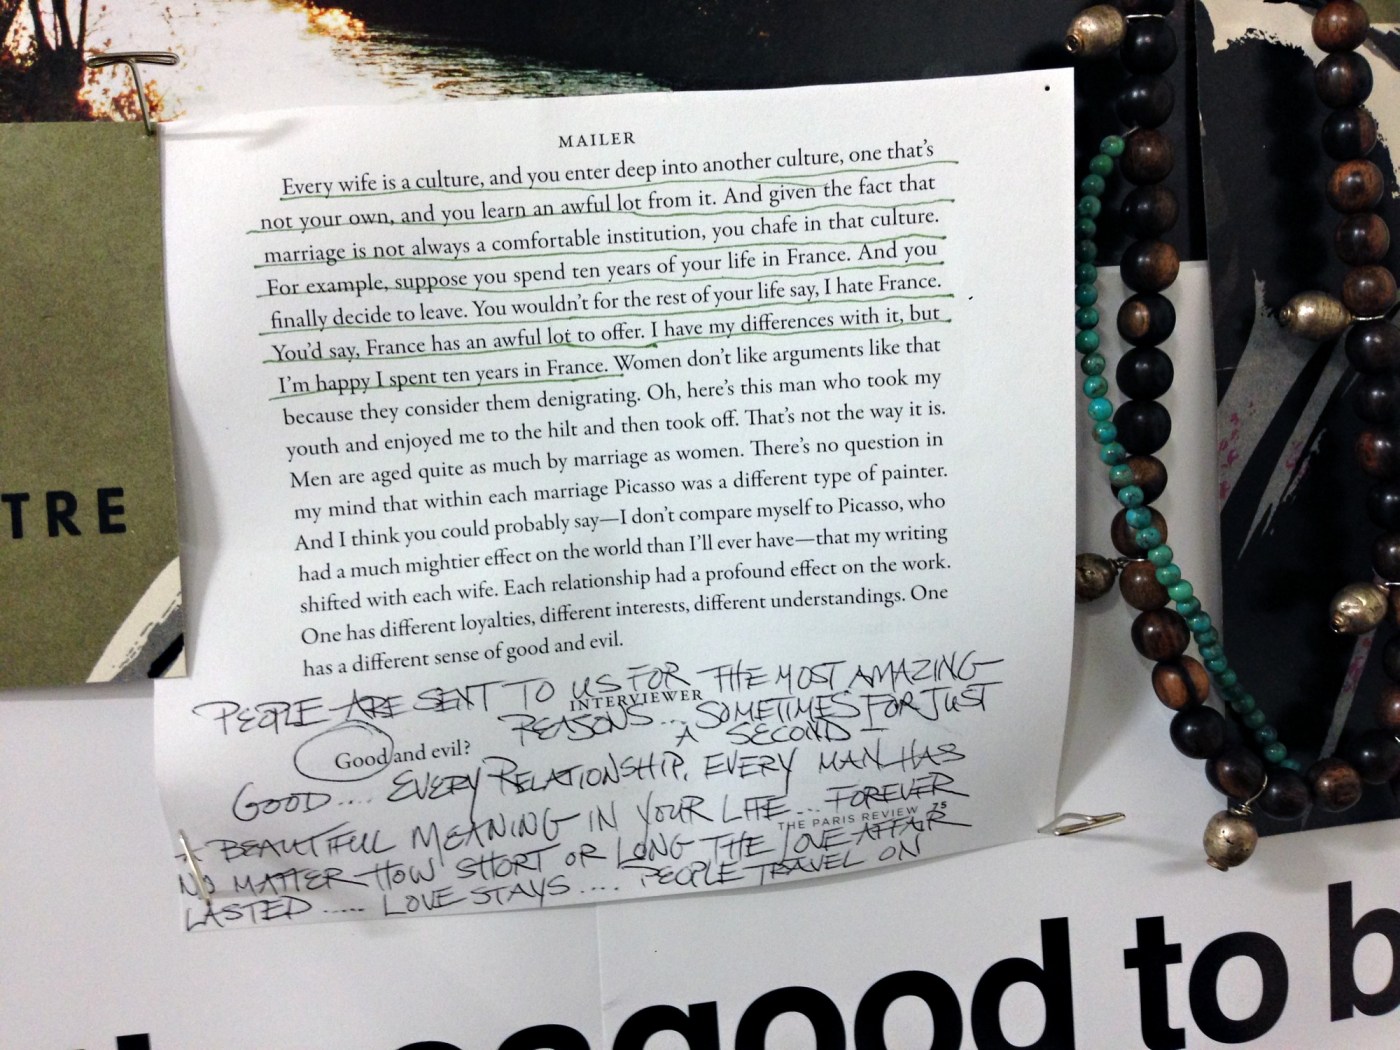 MAILER
Every wife is a culture, and you enter deep into another culture, one that's
not your own, and you learn an awful lot from it. And given the fact that
marriage is not always a comfortable institution, you chafe in that culture.
For example, suppose you spend ten years of your life in France. And you
finally decide to leave. You wouldn't for the rest of your life say, I hate France.
You'd say, France has an awful lot to offer. I have my differences with it, but
I'm happy I spent ten years in France. Women don't like arguments like that
because they consider them denigrating. Oh, here's this man who took my
youth and enjoyed me to the hilt and then took off. That's not the way it is.
Men are aged quite as much by marriage as women. There's no question in
my mind that within each marriage Picasso was a different type of painter.
And I think you could probably say—I don't compare myself to Picasso, who
had a much mightier effect on the world than I'll ever have—that my writing
shifted with each wife. Each relationship had a profound effect on the work.
One has different loyalties, different interests, different understandings. One
has a different sense of good and evil.
PEOPLE ARE SENT TO US FOR THE MOST AMAZING
INTERVIEWER
REASONS... SOMETIMES FOR JUST
A SECOND —
Good and evil?
GOOD.... EVERY RELATIONSHIP, EVERY MAN HAS
A BEAUTIFUL MEANING IN YOUR LIFE... FOREVER
THE PARIS REVIEW 75
NO MATTER HOW SHORT OR LONG THE LOVE AFFAIR
LASTED..... LOVE STAYS.... PEOPLE TRAVEL ON
TRE
good to b